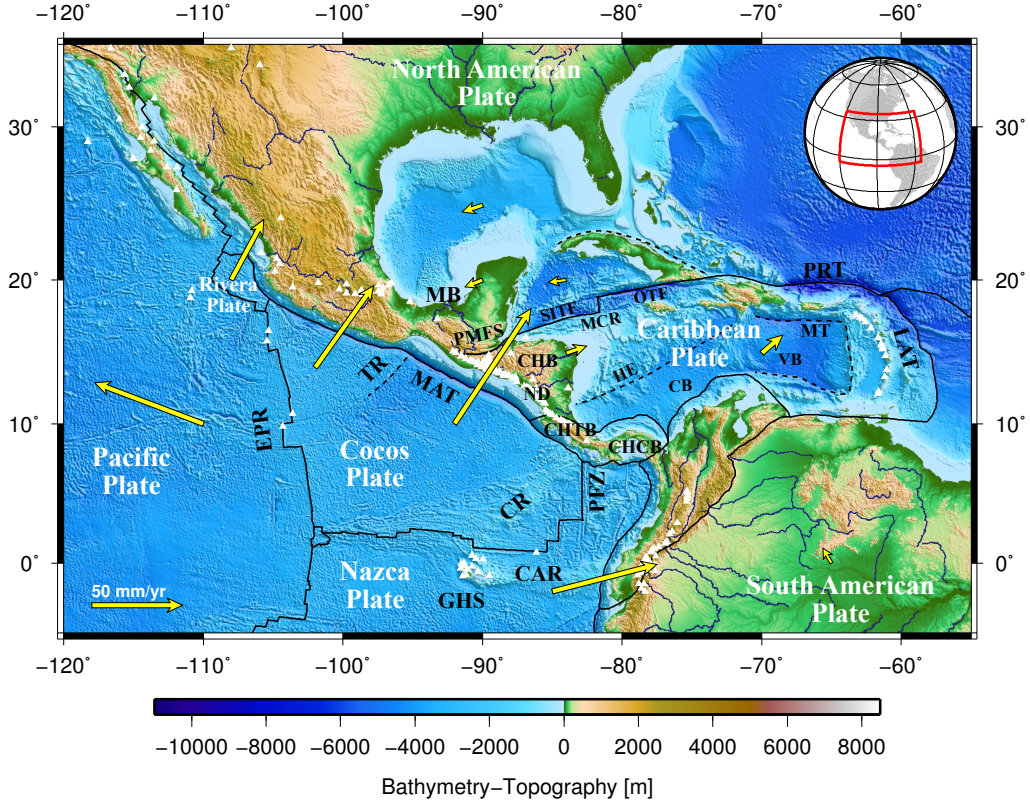 −120˚ −110˚ −100˚ −90˚ −80˚ −70˚ −60˚
North American
Plate
30˚ 30˚
20˚ 20˚
PRT
Rivera
Plate
MB
SITF
OTF
MCR
PMFS
Caribbean
Plate
MT
LAT
CHB
VB
HE
TR
MAT
ND
CB
10˚ 10˚
EPR
CHTB
CHCB
Cocos
Plate
Pacific
Plate
PFZ
CR
0˚ 0˚
Nazca
Plate
CAR
GHS
South American
Plate
50 mm/yr
−120˚ −110˚ −100˚ −90˚ −80˚ −70˚ −60˚
−10000 −8000 −6000 −4000 −2000 0 2000 4000 6000 8000
Bathymetry−Topography [m]